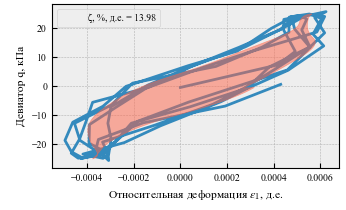 ζ, %, д.е. = 13.98
Девиатор q, кПа
20
10
0
−10
−20
−0.0004 −0.0002 0.0000 0.0002 0.0004 0.0006
Относительная деформация ε₁, д.е.